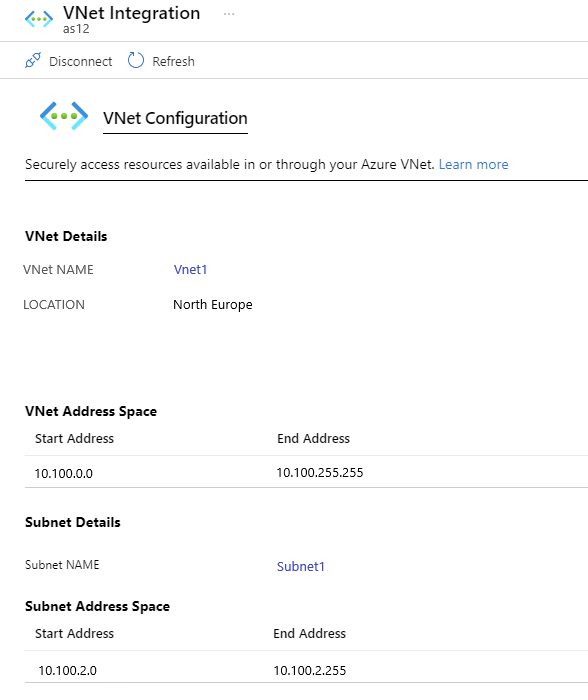 VNet Integration ...
as12
Disconnect Refresh
VNet Configuration
Securely access resources available in or through your Azure VNet. Learn more
VNet Details
VNet NAME Vnet1
LOCATION North Europe
VNet Address Space
Start Address End Address
10.100.0.0 10.100.255.255
Subnet Details
Subnet NAME Subnet1
Subnet Address Space
Start Address End Address
10.100.2.0 10.100.2.255